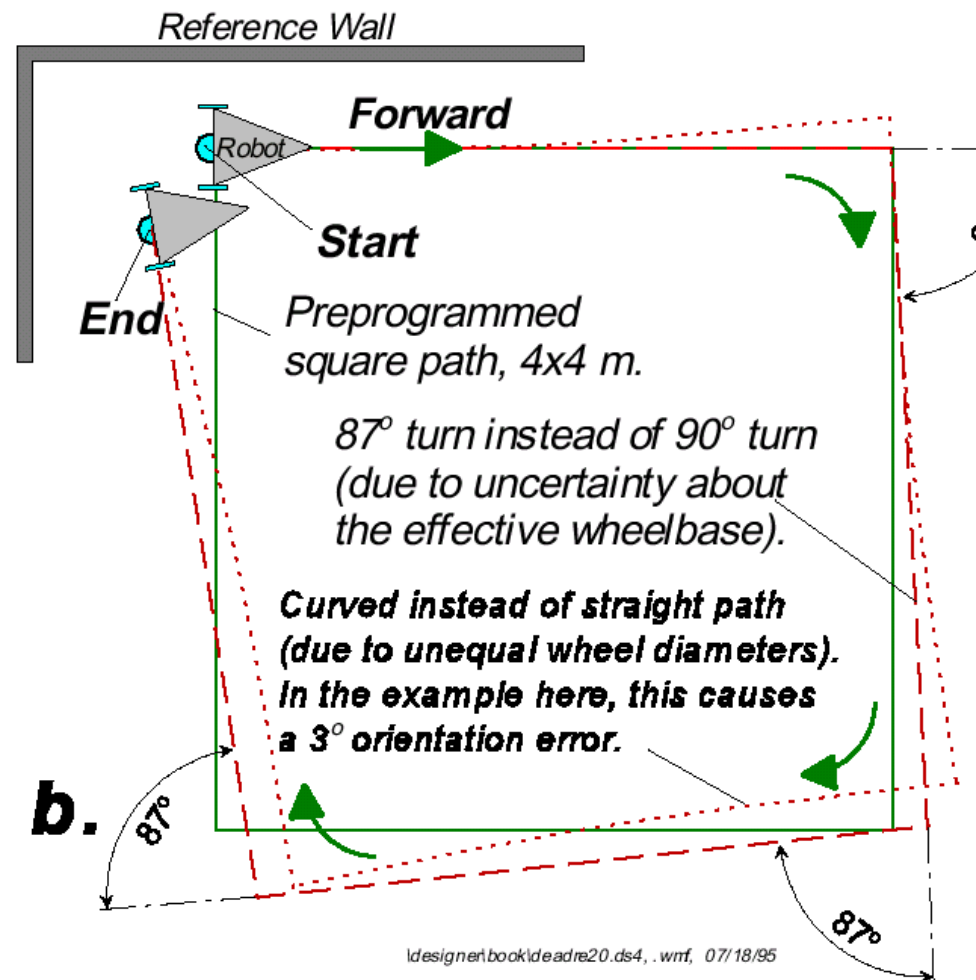 Reference Wall
Forward
Robot
Start
End
Preprogrammed
square path, 4x4 m.
87° turn instead of 90° turn
(due to uncertainty about
the effective wheelbase).
Curved instead of straight path
(due to unequal wheel diameters).
In the example here, this causes
a 3° orientation error.
b.
87°
87°
\designer\book\deadre20.ds4, .wmf, 07/18/95